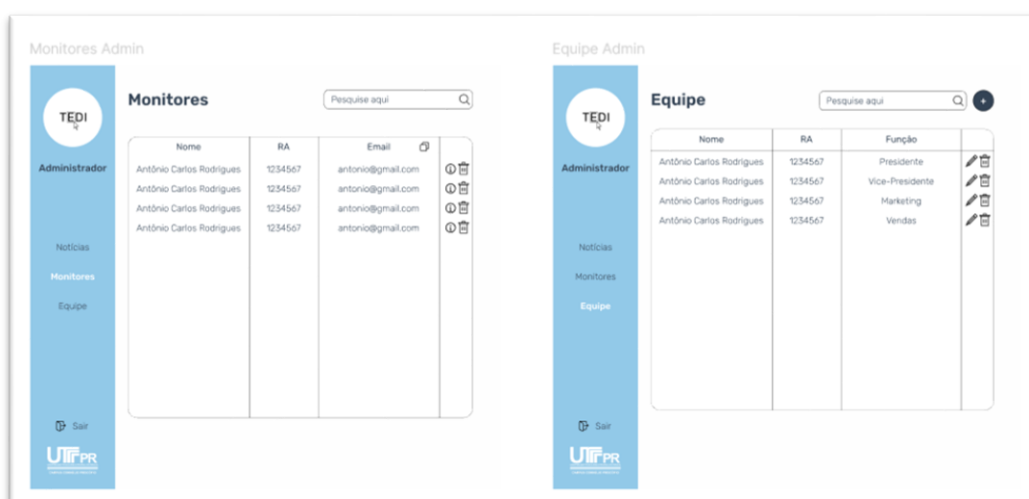 Monitores Admin
TEDI
Administrador
Notícias
Monitores
Equipe
Sair
UTFPR
Monitores
Pesquise aqui
Nome RA Email
Antônio Carlos Rodrigues 1234567 antonio@gmail.com
Antônio Carlos Rodrigues 1234567 antonio@gmail.com
Antônio Carlos Rodrigues 1234567 antonio@gmail.com
Antônio Carlos Rodrigues 1234567 antonio@gmail.com
Equipe Admin
TEDI
Administrador
Notícias
Monitores
Equipe
Sair
UTFPR
Equipe
Pesquise aqui
+
Nome RA Função
Antônio Carlos Rodrigues 1234567 Presidente
Antônio Carlos Rodrigues 1234567 Vice-Presidente
Antônio Carlos Rodrigues 1234567 Marketing
Antônio Carlos Rodrigues 1234567 Vendas